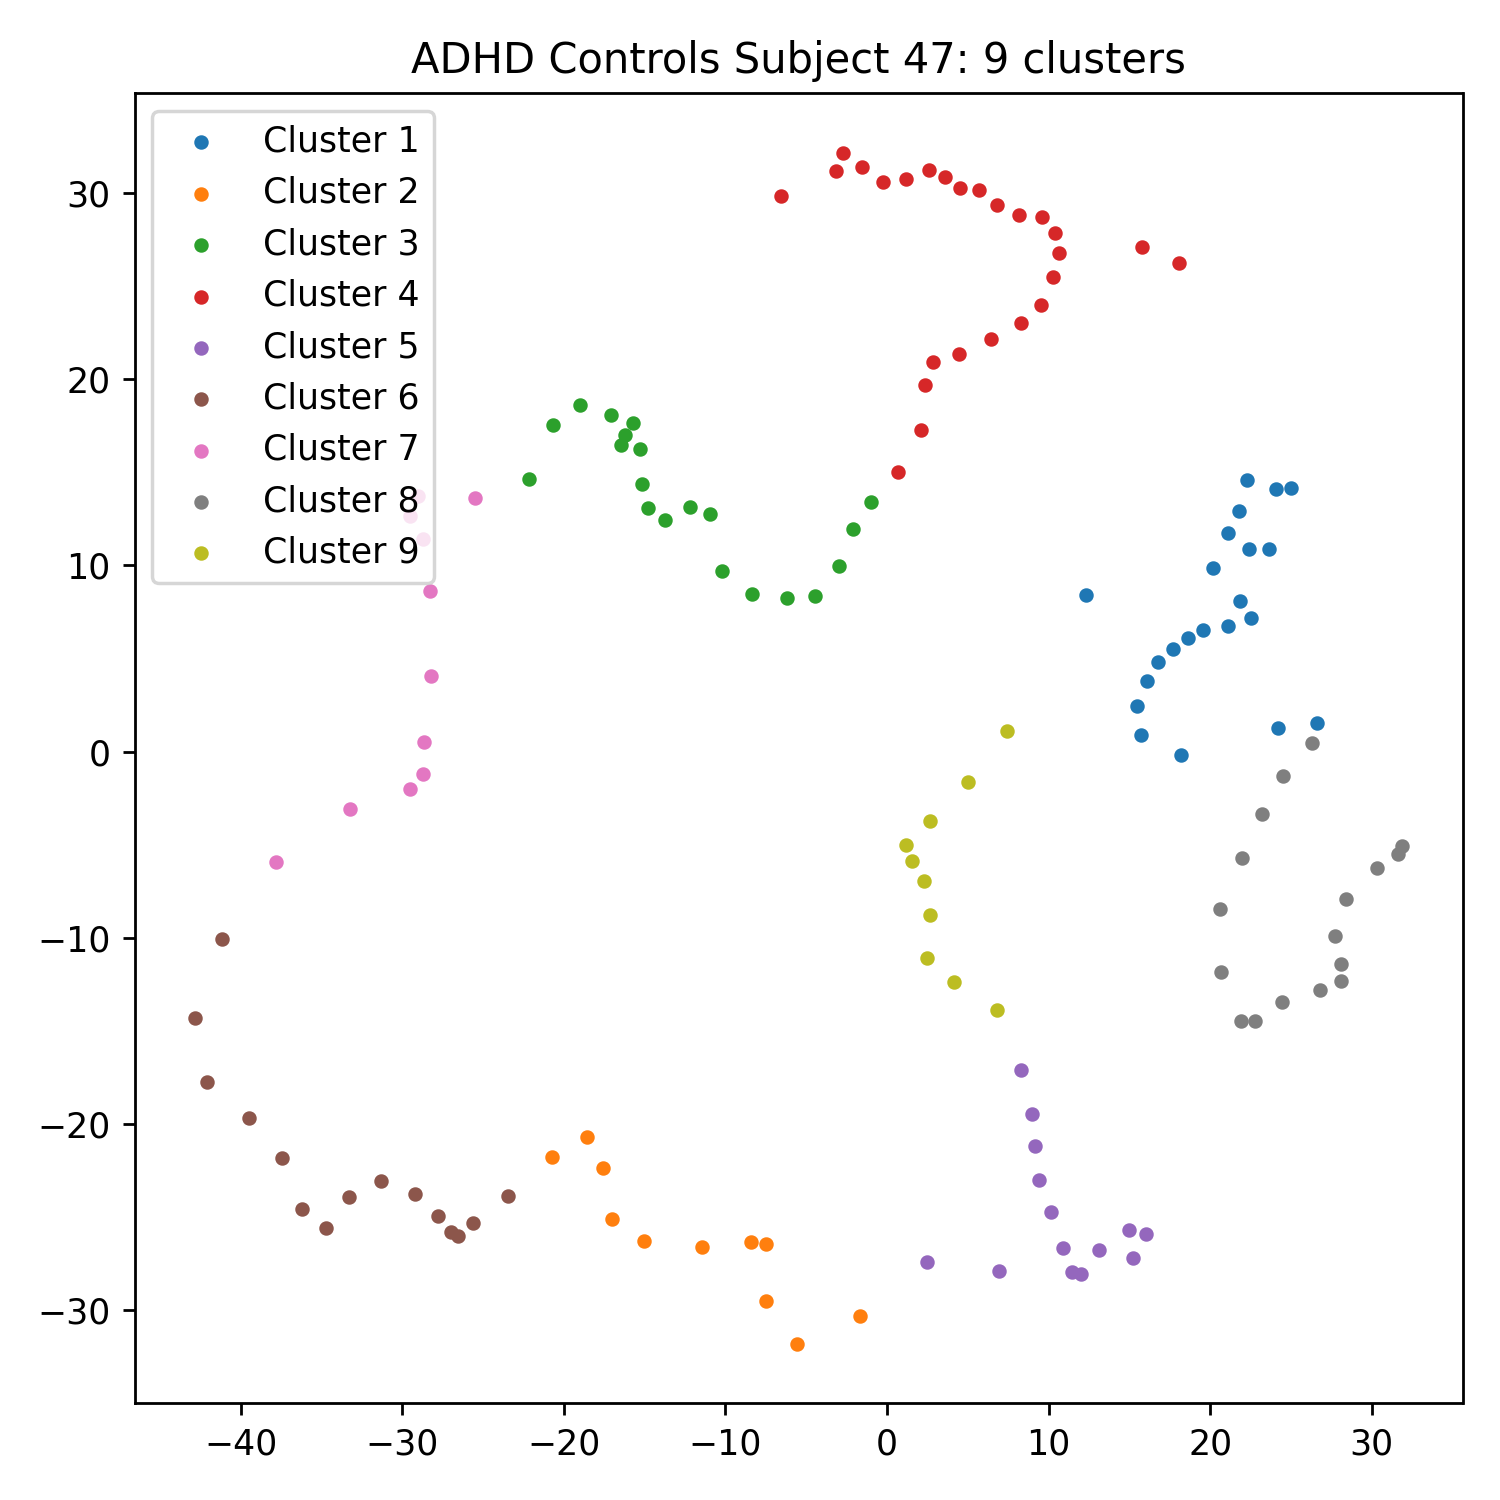 ADHD Controls Subject 47: 9 clusters
Cluster 1
Cluster 2
Cluster 3
Cluster 4
Cluster 5
Cluster 6
Cluster 7
Cluster 8
Cluster 9
30
20
10
0
−10
−20
−30
−40 −30 −20 −10 0 10 20 30